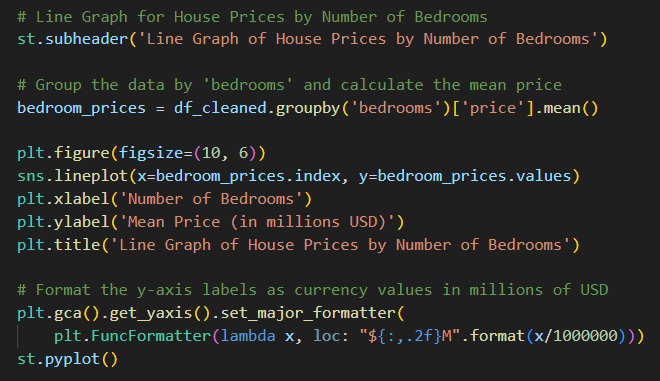 # Line Graph for House Prices by Number of Bedrooms
st.subheader('Line Graph of House Prices by Number of Bedrooms')
# Group the data by 'bedrooms' and calculate the mean price
bedroom_prices = df_cleaned.groupby('bedrooms')['price'].mean()
plt.figure(figsize=(10, 6))
sns.lineplot(x=bedroom_prices.index, y=bedroom_prices.values)
plt.xlabel('Number of Bedrooms')
plt.ylabel('Mean Price (in millions USD)')
plt.title('Line Graph of House Prices by Number of Bedrooms')
# Format the y-axis labels as currency values in millions of USD
plt.gca().get_yaxis().set_major_formatter(
    plt.FuncFormatter(lambda x, loc: "${:,.2f}M".format(x/1000000)))
st.pyplot()